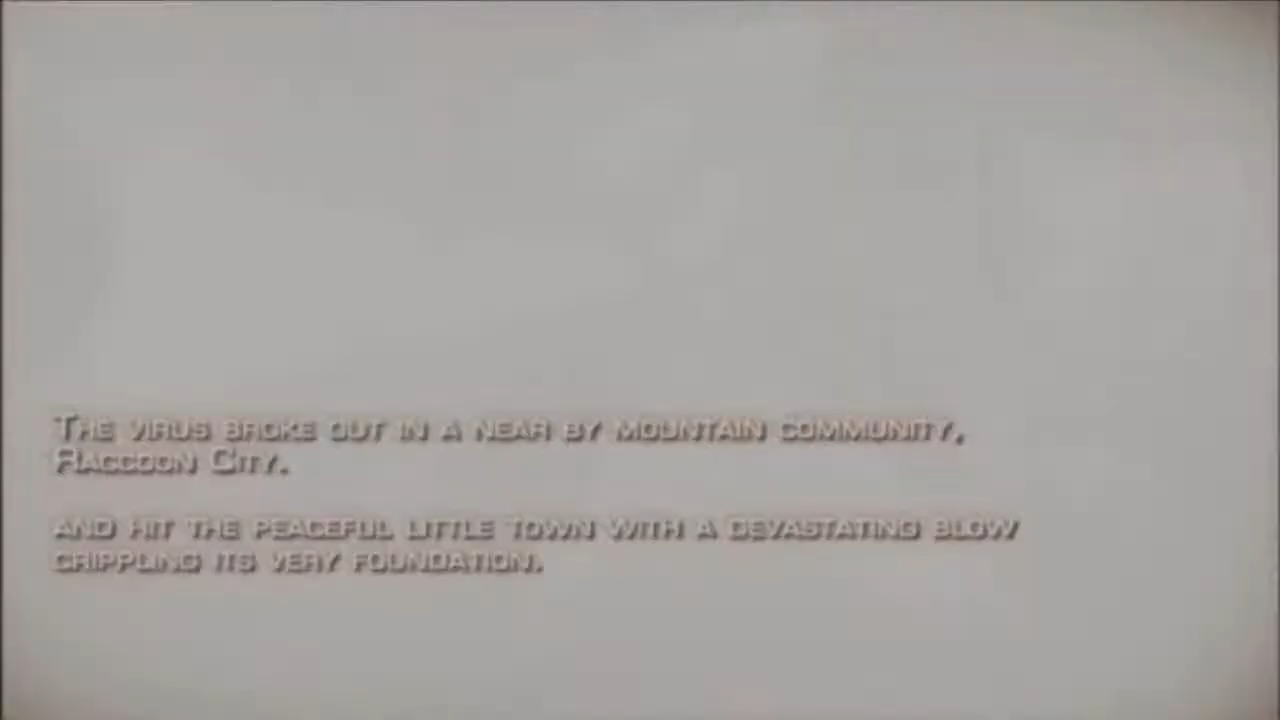 The virus broke out in a near by mountain community,
Raccoon City.
and hit the peaceful little town with a devastating blow
crippling its very foundation.